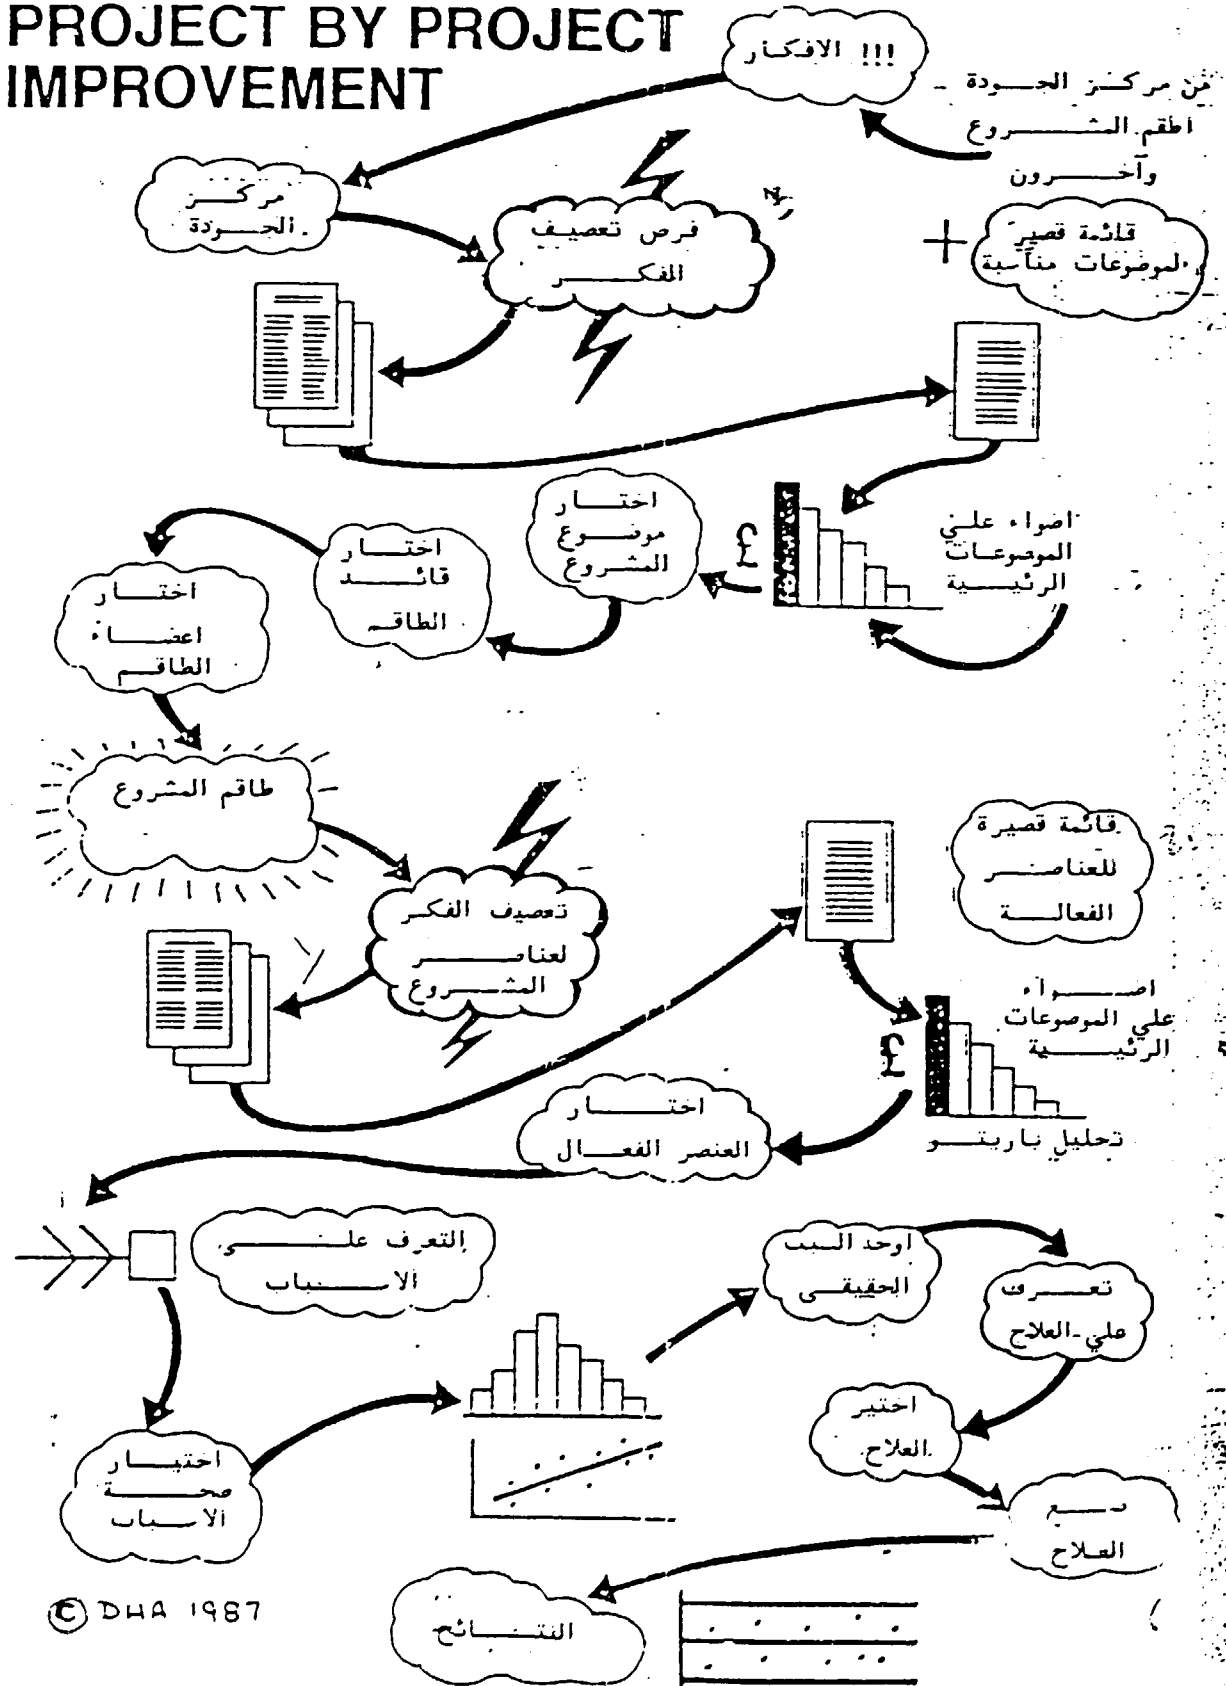 PROJECT BY PROJECT
IMPROVEMENT
الافكار !!!
من مركز الجودة
اطقم المشروع
وآخرون
مركز
الجودة
فرص تعصيف
الفكر
+
قائمة قصير
لموضوعات مناسبة
اختار
موضوع
المشروع
اضواء علي
الموضوعات
الرئيسية
اختار
قائد
الطاقم
اختار
اعضاء
الطاقم
طاقم المشروع
تعصيف الفكر
لعناصر
المشروع
قائمة قصيرة
للعناصر
الفعالة
اضواء
علي الموضوعات
الرئيسية
تحليل باريتو
اختار
العنصر الفعال
التعرف على
الاسباب
اوجد السبب
الحقيقى
تعرف
علي العلاج
اختبر
العلاج
اختبار
صحة
الاسباب
العلاج
النتائج
© DHA 1987